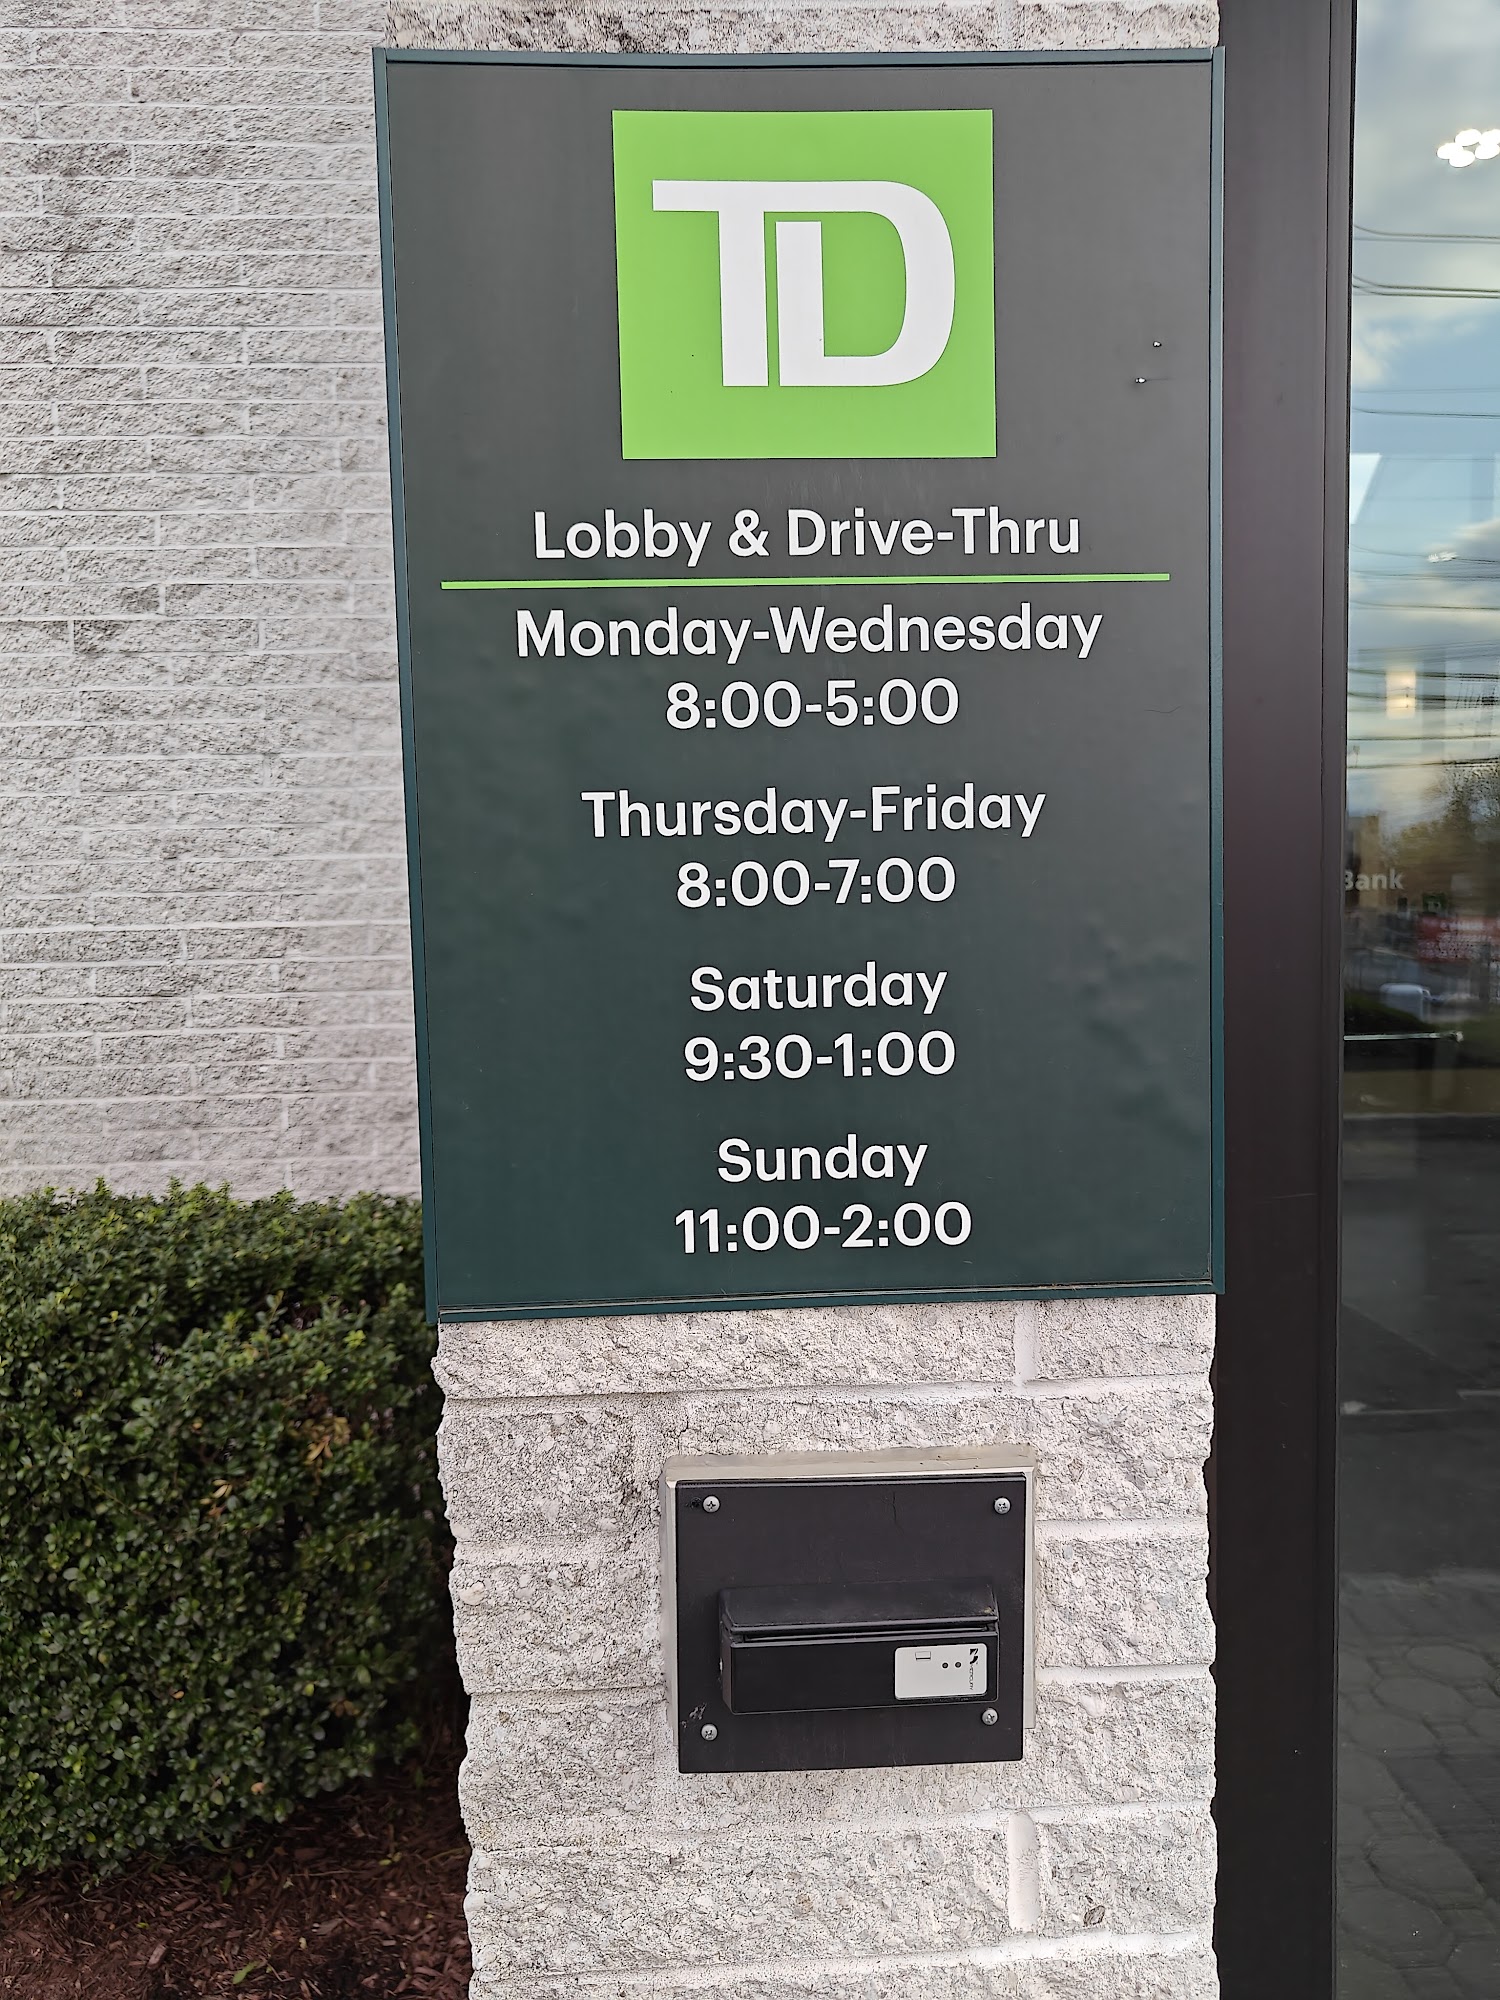 TD
Lobby & Drive-Thru
Monday-Wednesday
8:00-5:00
Thursday-Friday
8:00-7:00
Saturday
9:30-1:00
Sunday
11:00-2:00
Bank